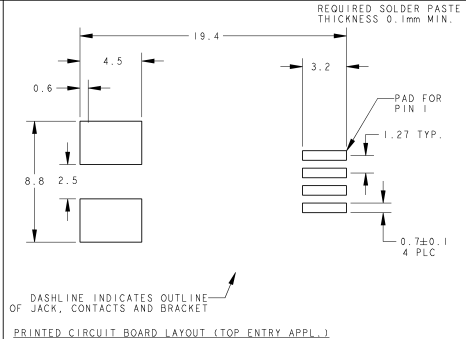 REQUIRED SOLDER PASTE
THICKNESS 0.1mm MIN.
19.4
4.5
3.2
0.6
PAD FOR
PIN 1
1.27 TYP.
8.8
2.5
0.7±0.1
4 PLC
DASHLINE INDICATES OUTLINE
OF JACK, CONTACTS AND BRACKET
PRINTED CIRCUIT BOARD LAYOUT (TOP ENTRY APPL.)